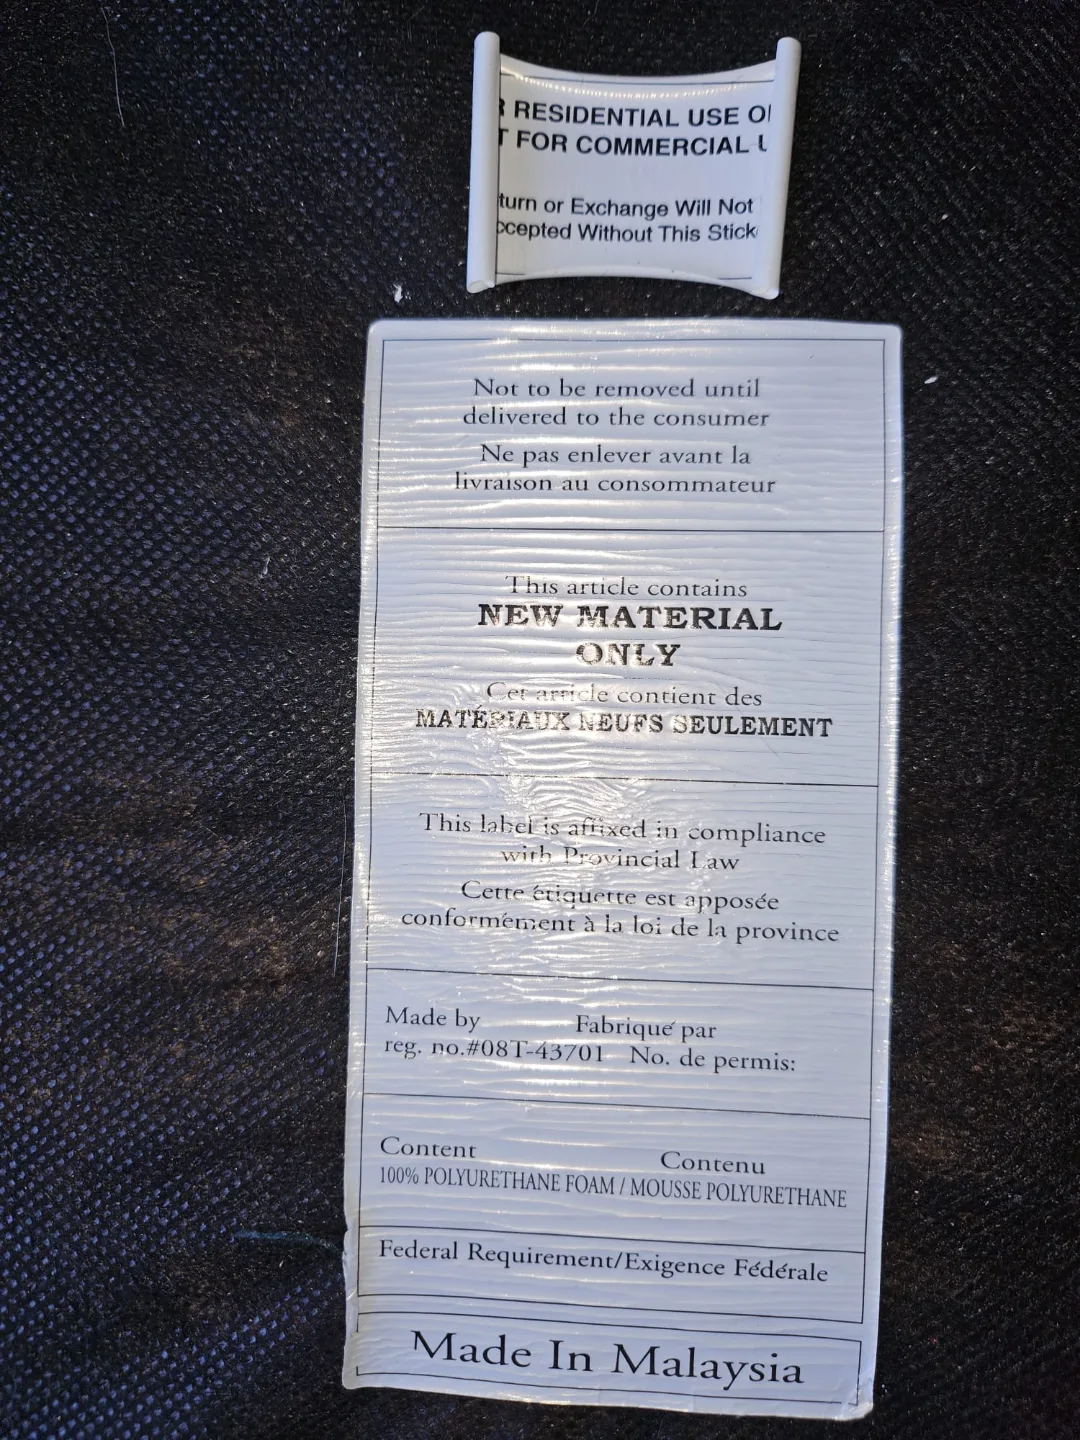 RESIDENTIAL USE
FOR COMMERCIAL
turn or Exchange Will Not
ccepted Without This Stick
Not to be removed until
delivered to the consumer
Ne pas enlever avant la
livraison au consommateur
This article contains
NEW MATERIAL
ONLY
Cet article contient des
MATÉRIAUX NEUFS SEULEMENT
This label is affixed in compliance
with Provincial Law
Cette étiquette est apposée
conformément à la loi de la province
Made by Fabriqué par
reg. no.#08T-43701 No. de permis:
Content Contenu
100% POLYURETHANE FOAM / MOUSSE POLYURETHANE
Federal Requirement/Exigence Fédérale
Made In Malaysia